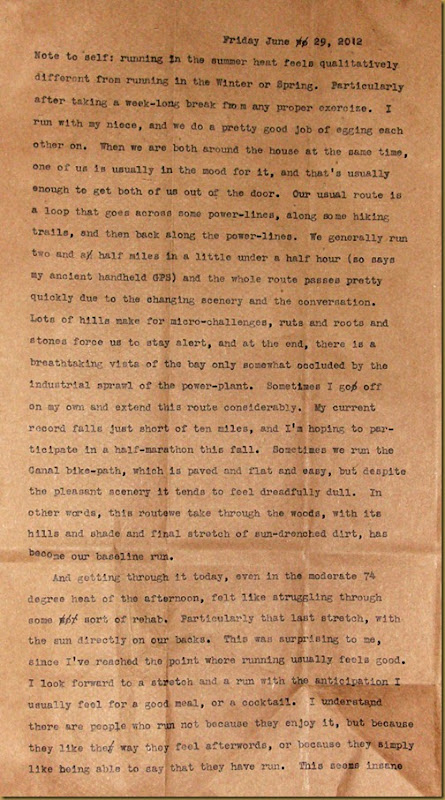 Friday June 29, 2012
Note to self: running in the summer heat feels qualitatively
different from running in the Winter or Spring. Particularly
after taking a week-long break from any proper exercize. I
run with my niece, and we do a pretty good job of egging each
other on. When we are both around the house at the same time,
one of us is usually in the mood for it, and that's usually
enough to get both of us out of the door. Our usual route is
a loop that goes across some power-lines, along some hiking
trails, and then back along the power-lines. We generally run
two and a half miles in a little under a half hour (so says
my ancient handheld GPS) and the whole route passes pretty
quickly due to the changing scenery and the conversation.
Lots of hills make for micro-challenges, ruts and roots and
stones force us to stay alert, and at the end, there is a
breathtaking vista of the bay only somewhat occluded by the
industrial sprawl of the power-plant. Sometimes I go off
on my own and extend this route considerably. My current
record falls just short of ten miles, and I'm hoping to par-
ticipate in a half-marathon this fall. Sometimes we run the
Canal bike-path, which is paved and flat and easy, but despite
the pleasant scenery it tends to feel dreadfully dull. In
other words, this routewe take through the woods, with its
hills and shade and final stretch of sun-drenched dirt, has
become our baseline run.
And getting through it today, even in the moderate 74
degree heat of the afternoon, felt like struggling through
some sort of rehab. Particularly that last stretch, with
the sun directly on our backs. This was surprising to me,
since I've reached the point where running usually feels good.
I look forward to a stretch and a run with the anticipation I
usually feel for a good meal, or a cocktail. I understand
there are people who run not because they enjoy it, but because
they like the way they feel afterwords, or because they simply
like being able to say that they have run. This seems insane